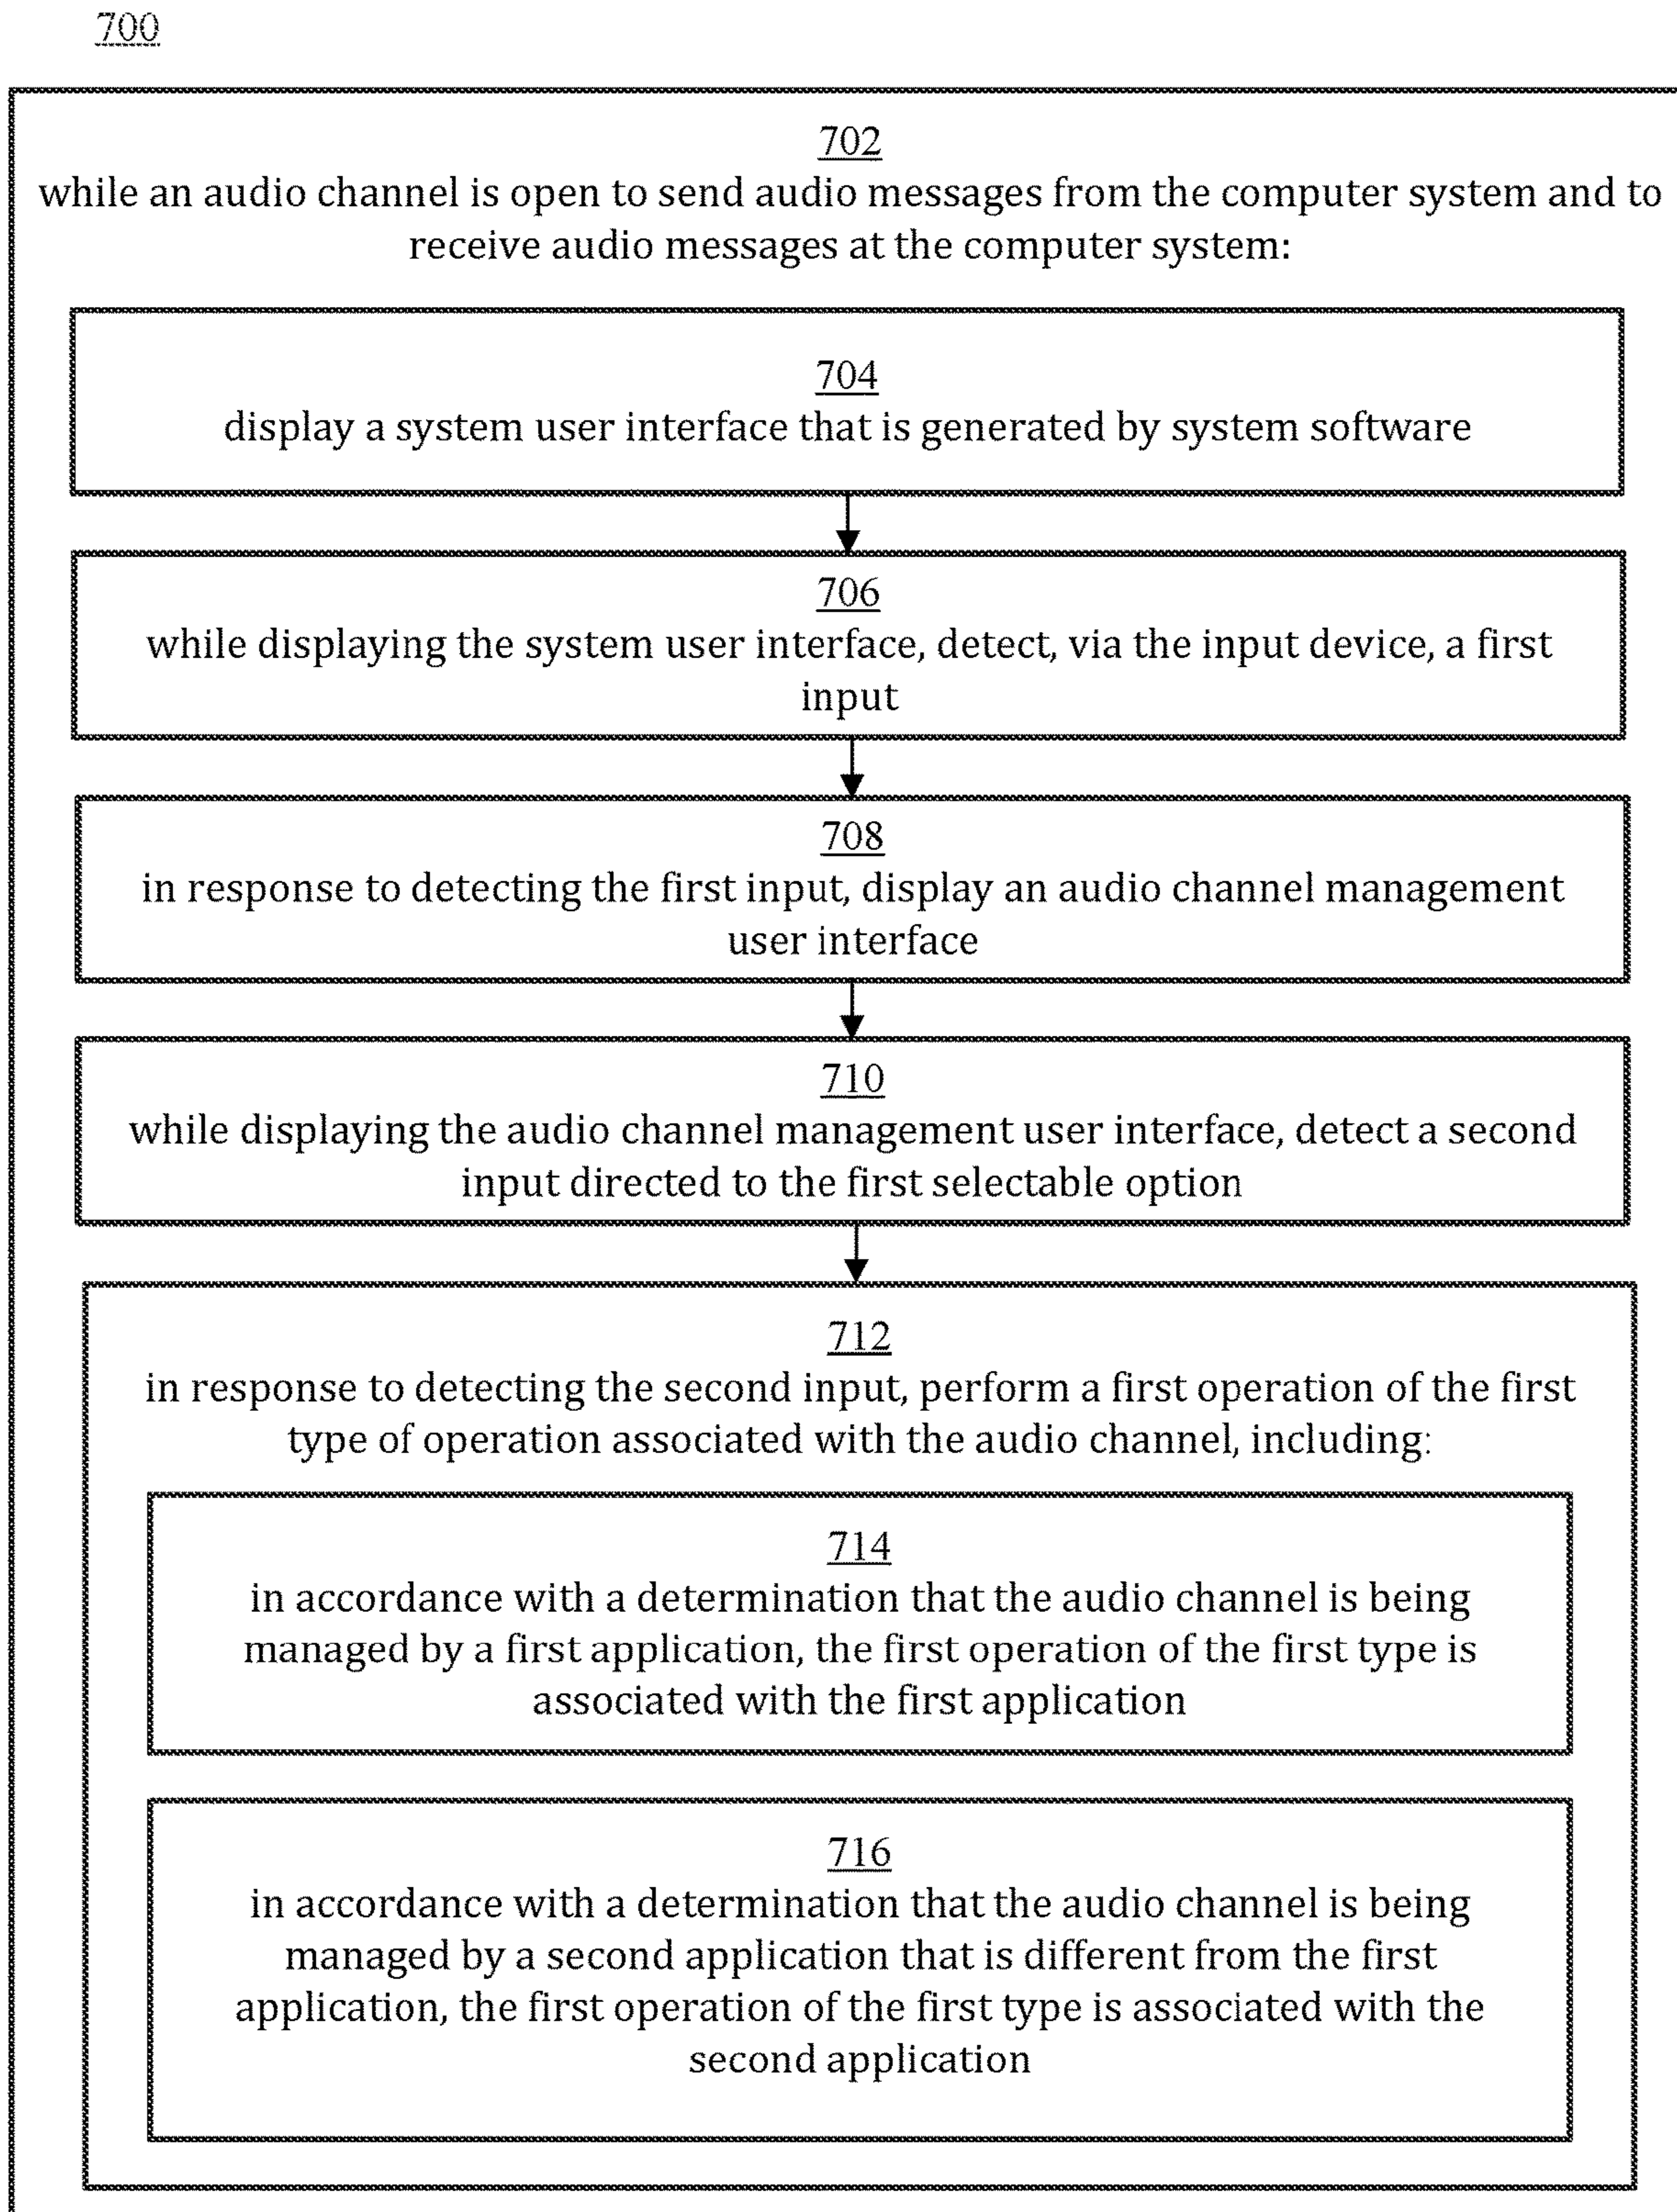 700
702
while an audio channel is open to send audio messages from the computer system and to
receive audio messages at the computer system:
704
display a system user interface that is generated by system software
706
while displaying the system user interface, detect, via the input device, a first
input
708
in response to detecting the first input, display an audio channel management
user interface
710
while displaying the audio channel management user interface, detect a second
input directed to the first selectable option
712
in response to detecting the second input, perform a first operation of the first
type of operation associated with the audio channel, including:
714
in accordance with a determination that the audio channel is being
managed by a first application, the first operation of the first type is
associated with the first application
716
in accordance with a determination that the audio channel is being
managed by a second application that is different from the first
application, the first operation of the first type is associated with the
second application